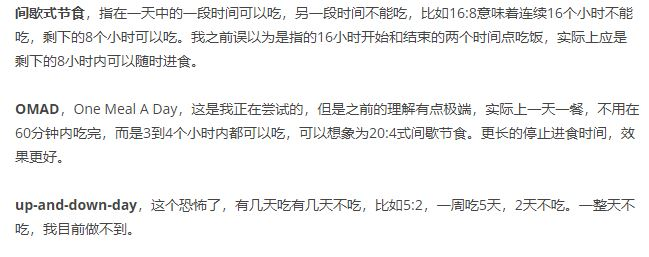 间歇式节食，指在一天中的一段时间可以吃，另一段时间不能吃，比如16:8意味着连续16个小时不能
吃，剩下的8个小时可以吃。我之前误以为是指的16小时开始和结束的两个时间点吃饭，实际上应是
剩下的8小时内可以随时进食。
OMAD，One Meal A Day，这是我正在尝试的，但是之前的理解有点极端，实际上一天一餐，不用在
60分钟内吃完，而是3到4个小时内都可以吃，可以想象为20:4式间歇节食。更长的停止进食时间，效
果更好。
up-and-down-day，这个恐怖了，有几天吃有几天不吃，比如5:2，一周吃5天，2天不吃。一整天不
吃，我目前做不到。